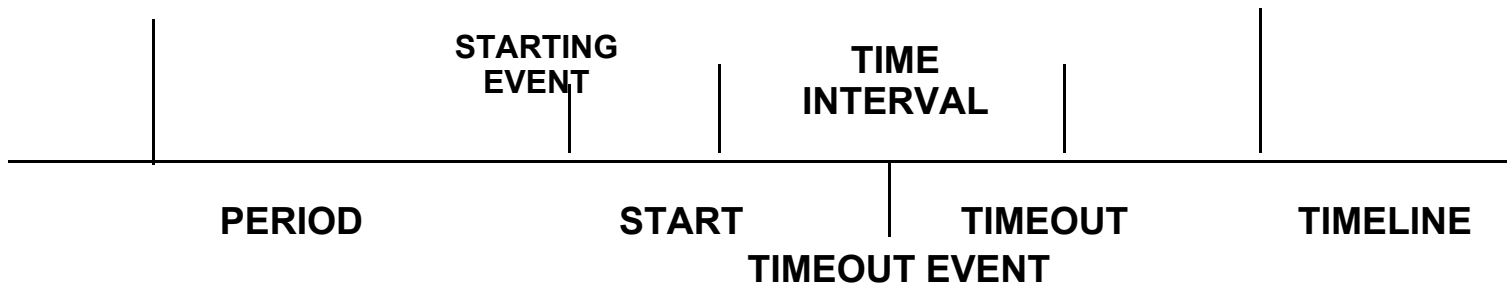 STARTING
EVENT
TIME
INTERVAL
PERIOD
START
TIMEOUT
TIMELINE
TIMEOUT EVENT